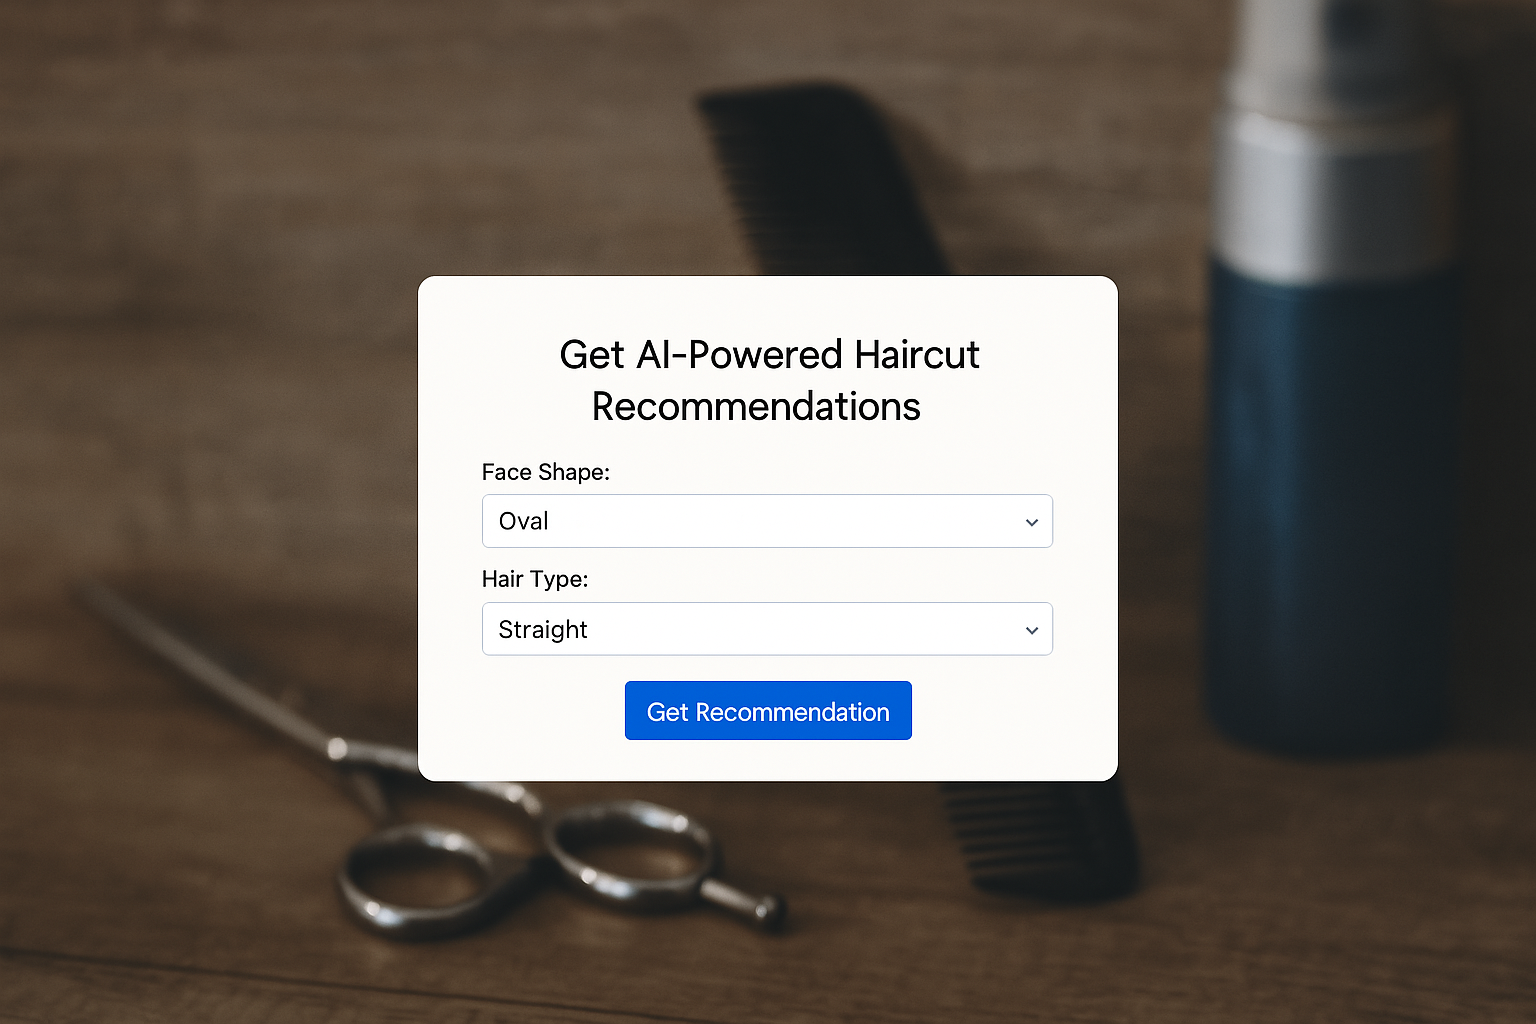 Get AI-Powered Haircut
Recommendations
Face Shape:
Oval
Hair Type:
Straight
Get Recommendation